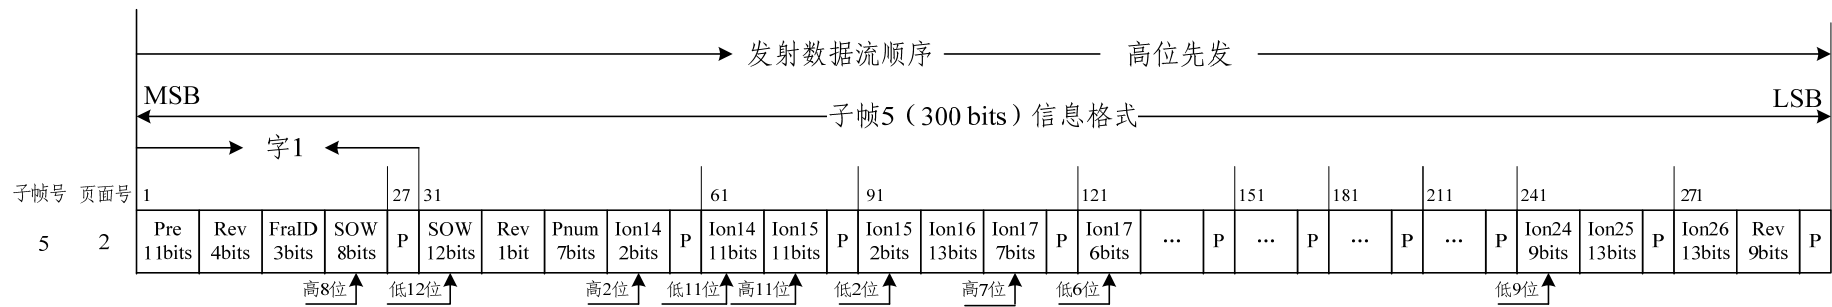 发射数据流顺序 高位先发
MSB LSB
子帧5（300 bits）信息格式
字1
子帧号 页面号 1 27 31 61 91 121 151 181 211 241 271
5 2
Pre 11bits
Rev 4bits
FraID 3bits
SOW 8bits
P
SOW 12bits
Rev 1bit
Pnum 7bits
Ion14 2bits
P
Ion14 11bits
Ion15 11bits
P
Ion15 2bits
Ion16 13bits
Ion17 7bits
P
Ion17 6bits
...
P
...
P
...
P
...
P
Ion24 9bits
Ion25 13bits
P
Ion26 13bits
Rev 9bits
P
高8位 低12位 高2位 低11位 高11位 低2位 高7位 低6位 低9位